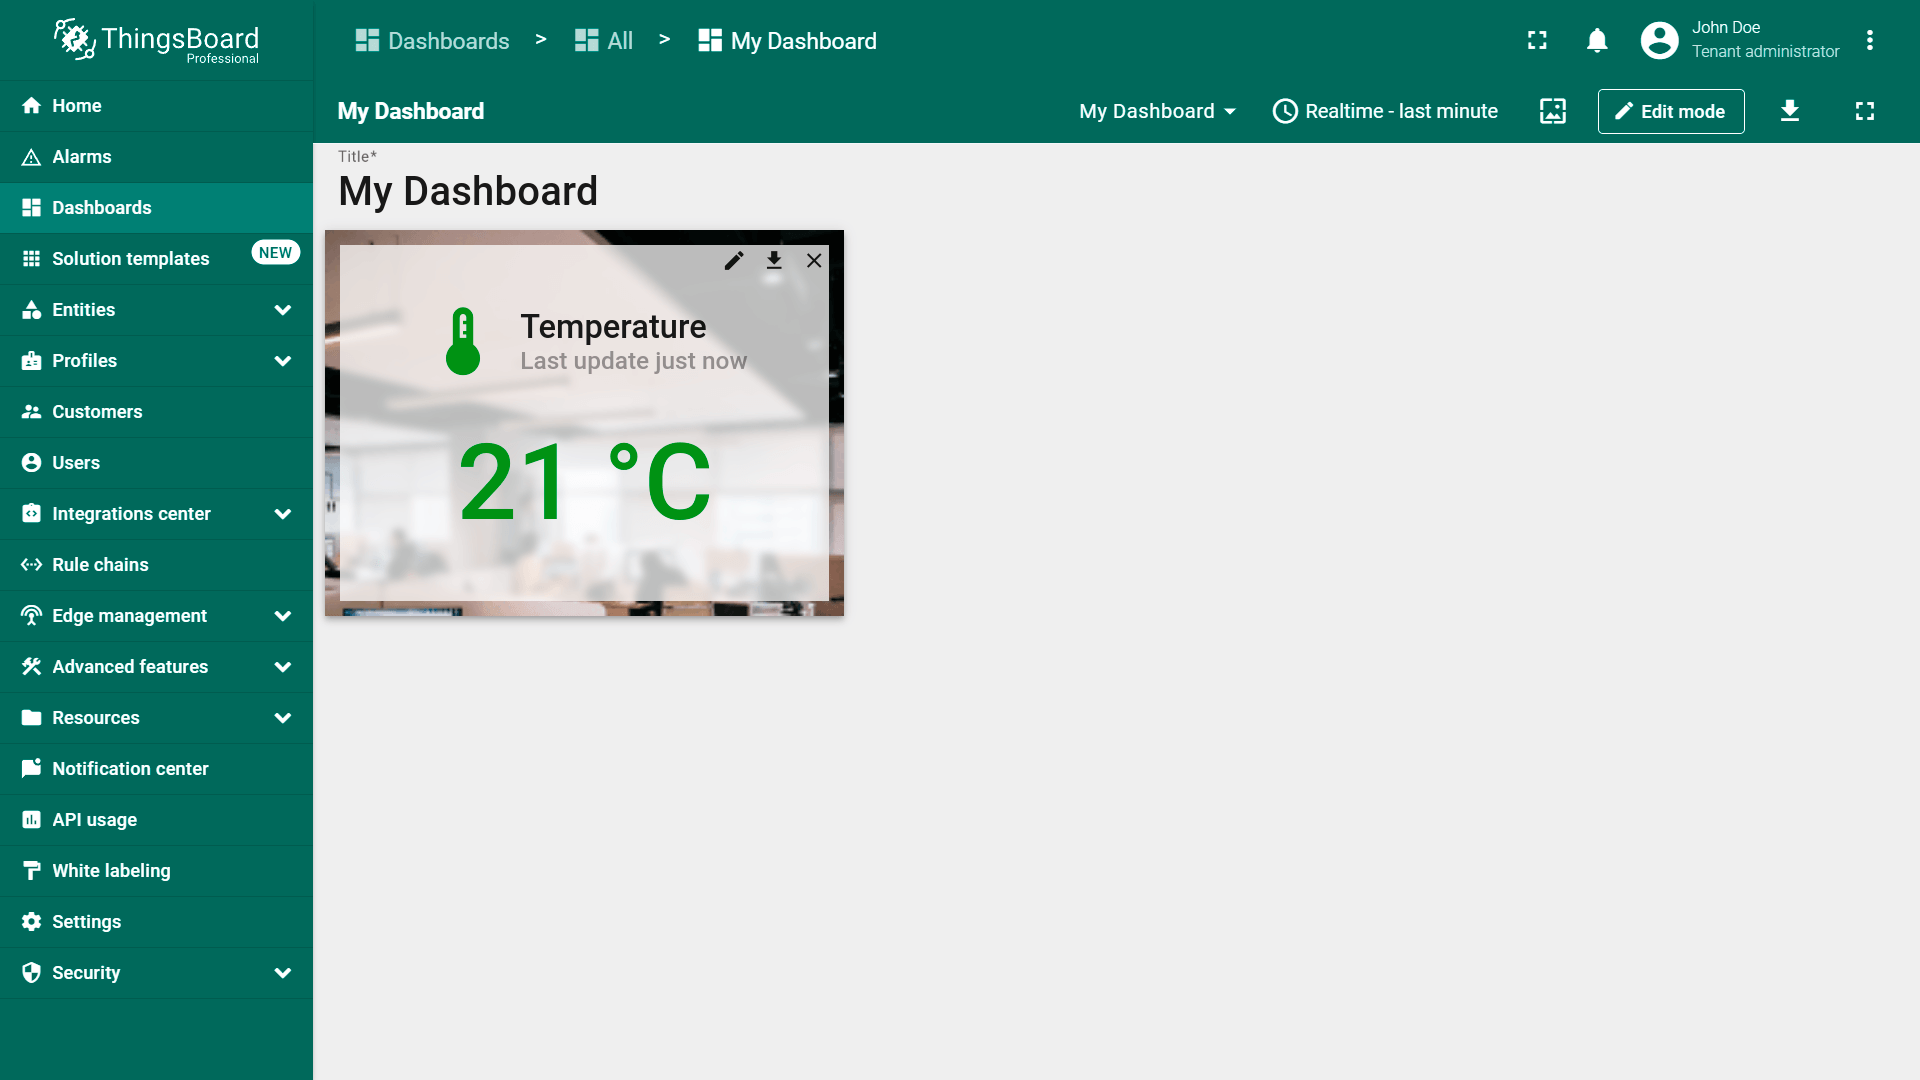 ThingsBoard
Professional
Dashboards > All > My Dashboard
John Doe
Tenant administrator
Home
Alarms
Dashboards
Solution templates NEW
Entities
Profiles
Customers
Users
Integrations center
Rule chains
Edge management
Advanced features
Resources
Notification center
API usage
White labeling
Settings
Security
My Dashboard
My Dashboard
Realtime - last minute
Edit mode
Title*
My Dashboard
Temperature
Last update just now
21 °C